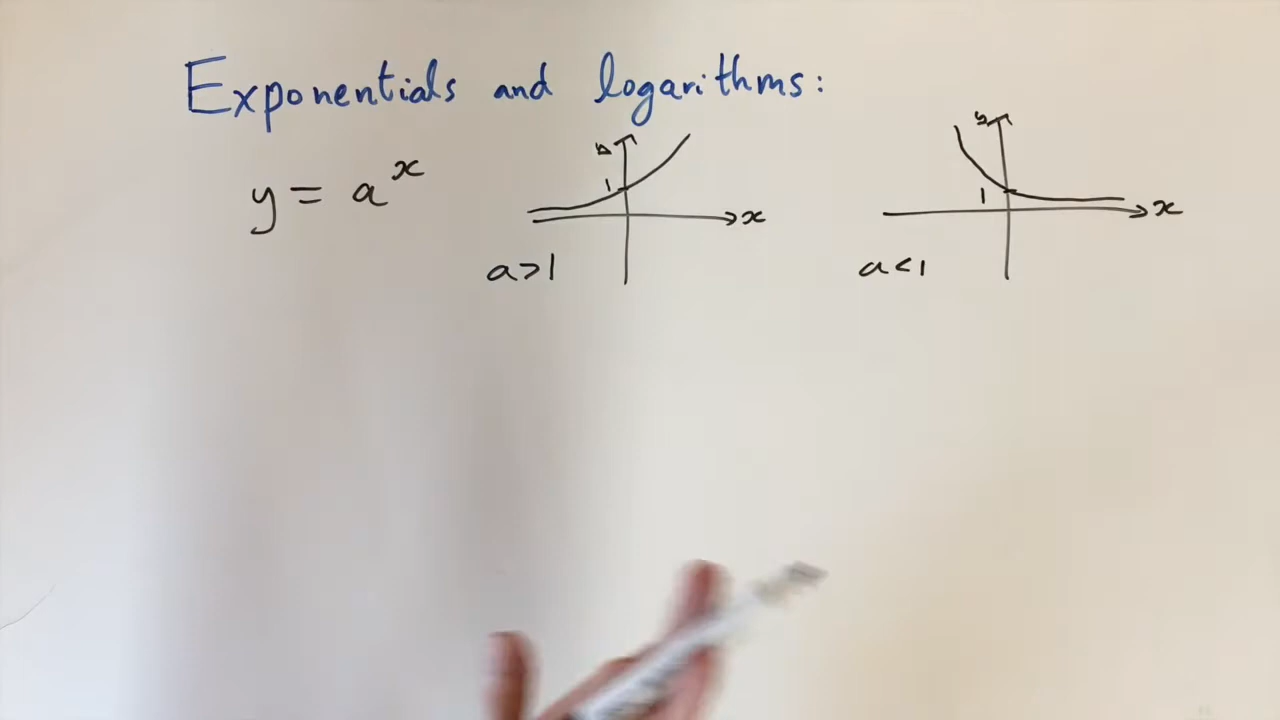 Exponentials and logarithms:
y = a^x
y
1
x
a>1
y
1
x
a<1